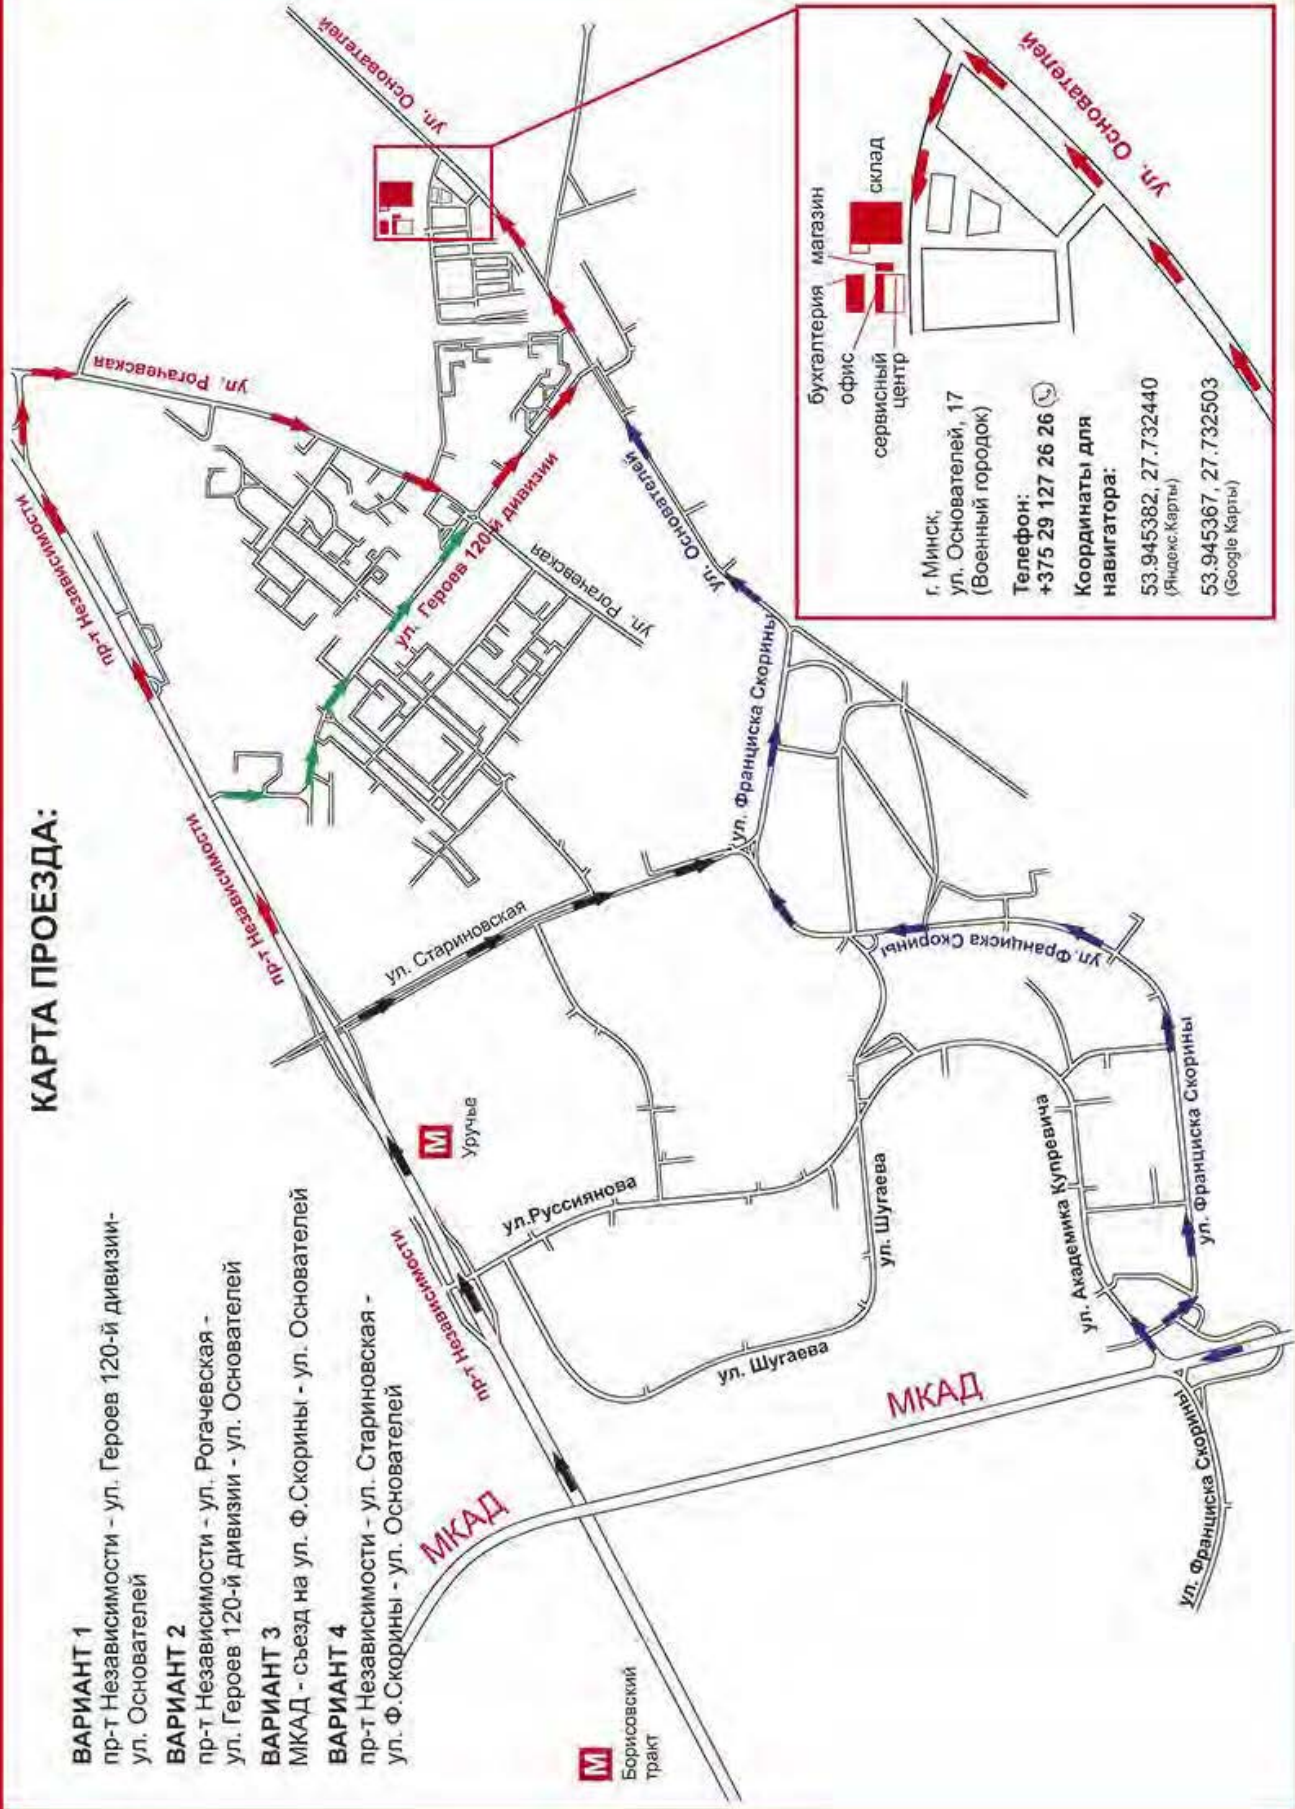 КАРТА ПРОЕЗДА:
ВАРИАНТ 1
пр-т Независимости - ул. Героев 120-й дивизии-
ул. Основателей
ВАРИАНТ 2
пр-т Независимости - ул. Рогачевская -
ул. Героев 120-й дивизии - ул. Основателей
ВАРИАНТ 3
МКАД - съезд на ул. Ф.Скорины - ул. Основателей
ВАРИАНТ 4
пр-т Независимости - ул. Стариновская -
ул. Ф.Скорины - ул. Основателей
М
Борисовский
тракт
МКАД
пр-т Независимости
М
Уручье
ул.Руссиянова
ул. Шугаева
ул. Шугаева
МКАД
ул. Академика Купревича
ул. Франциска Скорины
ул. Франциска Скорины
ул. Франциска Скорины
ул. Франциска Скорины
ул. Стариновская
пр-т Независимости
пр-т Независимости
пр-т Независимости
ул. Рогачевская
ул. Героев 120-й дивизии
ул. Рогачевская
ул. Основателей
ул. Основателей
ул. Основателей
бухгалтерия
магазин
офис
склад
сервисный
центр
г. Минск,
ул. Основателей, 17
(Военный городок)
Телефон:
+375 29 127 26 26
Координаты для
навигатора:
53.945382, 27.732440
(Яндекс.Карты)
53.945367, 27.732503
(Google Карты)